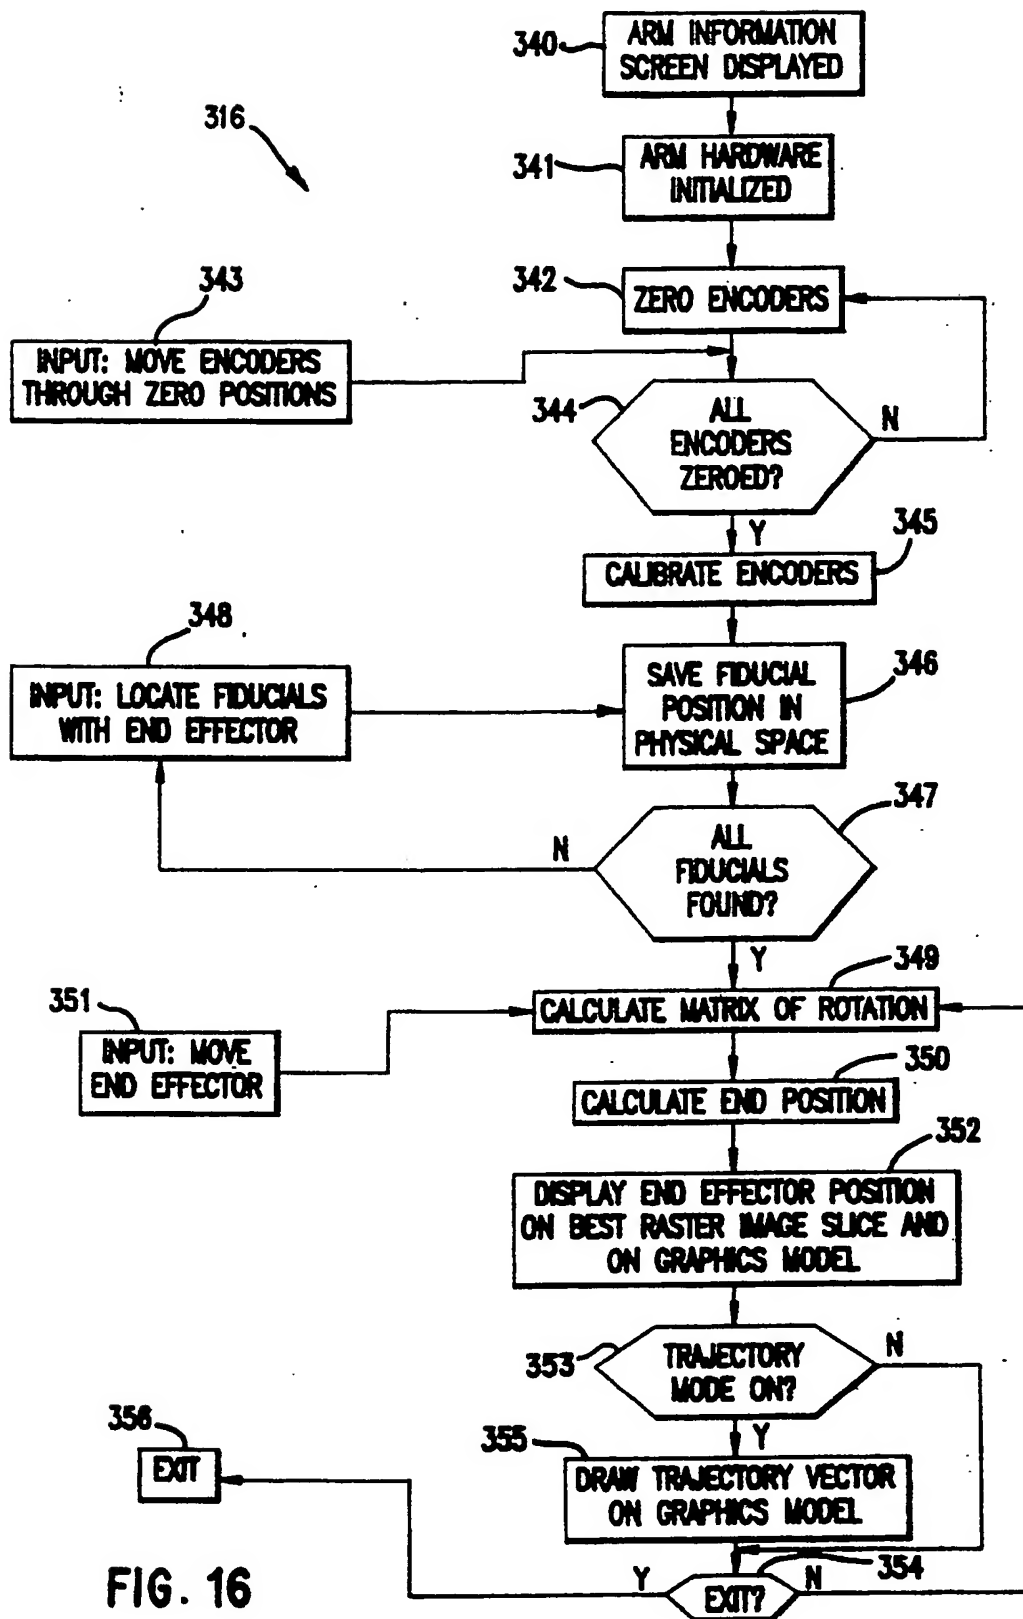 340
ARM INFORMATION
SCREEN DISPLAYED
316
341
ARM HARDWARE
INITIALIZED
343
342
ZERO ENCODERS
INPUT: MOVE ENCODERS
THROUGH ZERO POSITIONS
344
ALL
ENCODERS
ZEROED?
N
Y
345
CALIBRATE ENCODERS
348
INPUT: LOCATE FIDUCIALS
WITH END EFFECTOR
346
SAVE FIDUCIAL
POSITION IN
PHYSICAL SPACE
347
ALL
FIDUCIALS
FOUND?
N
Y
349
CALCULATE MATRIX OF ROTATION
351
INPUT: MOVE
END EFFECTOR
350
CALCULATE END POSITION
352
DISPLAY END EFFECTOR POSITION
ON BEST RASTER IMAGE SLICE AND
ON GRAPHICS MODEL
353
TRAJECTORY
MODE ON?
N
Y
356
EXIT
355
DRAW TRAJECTORY VECTOR
ON GRAPHICS MODEL
354
Y
EXIT?
N
FIG. 16